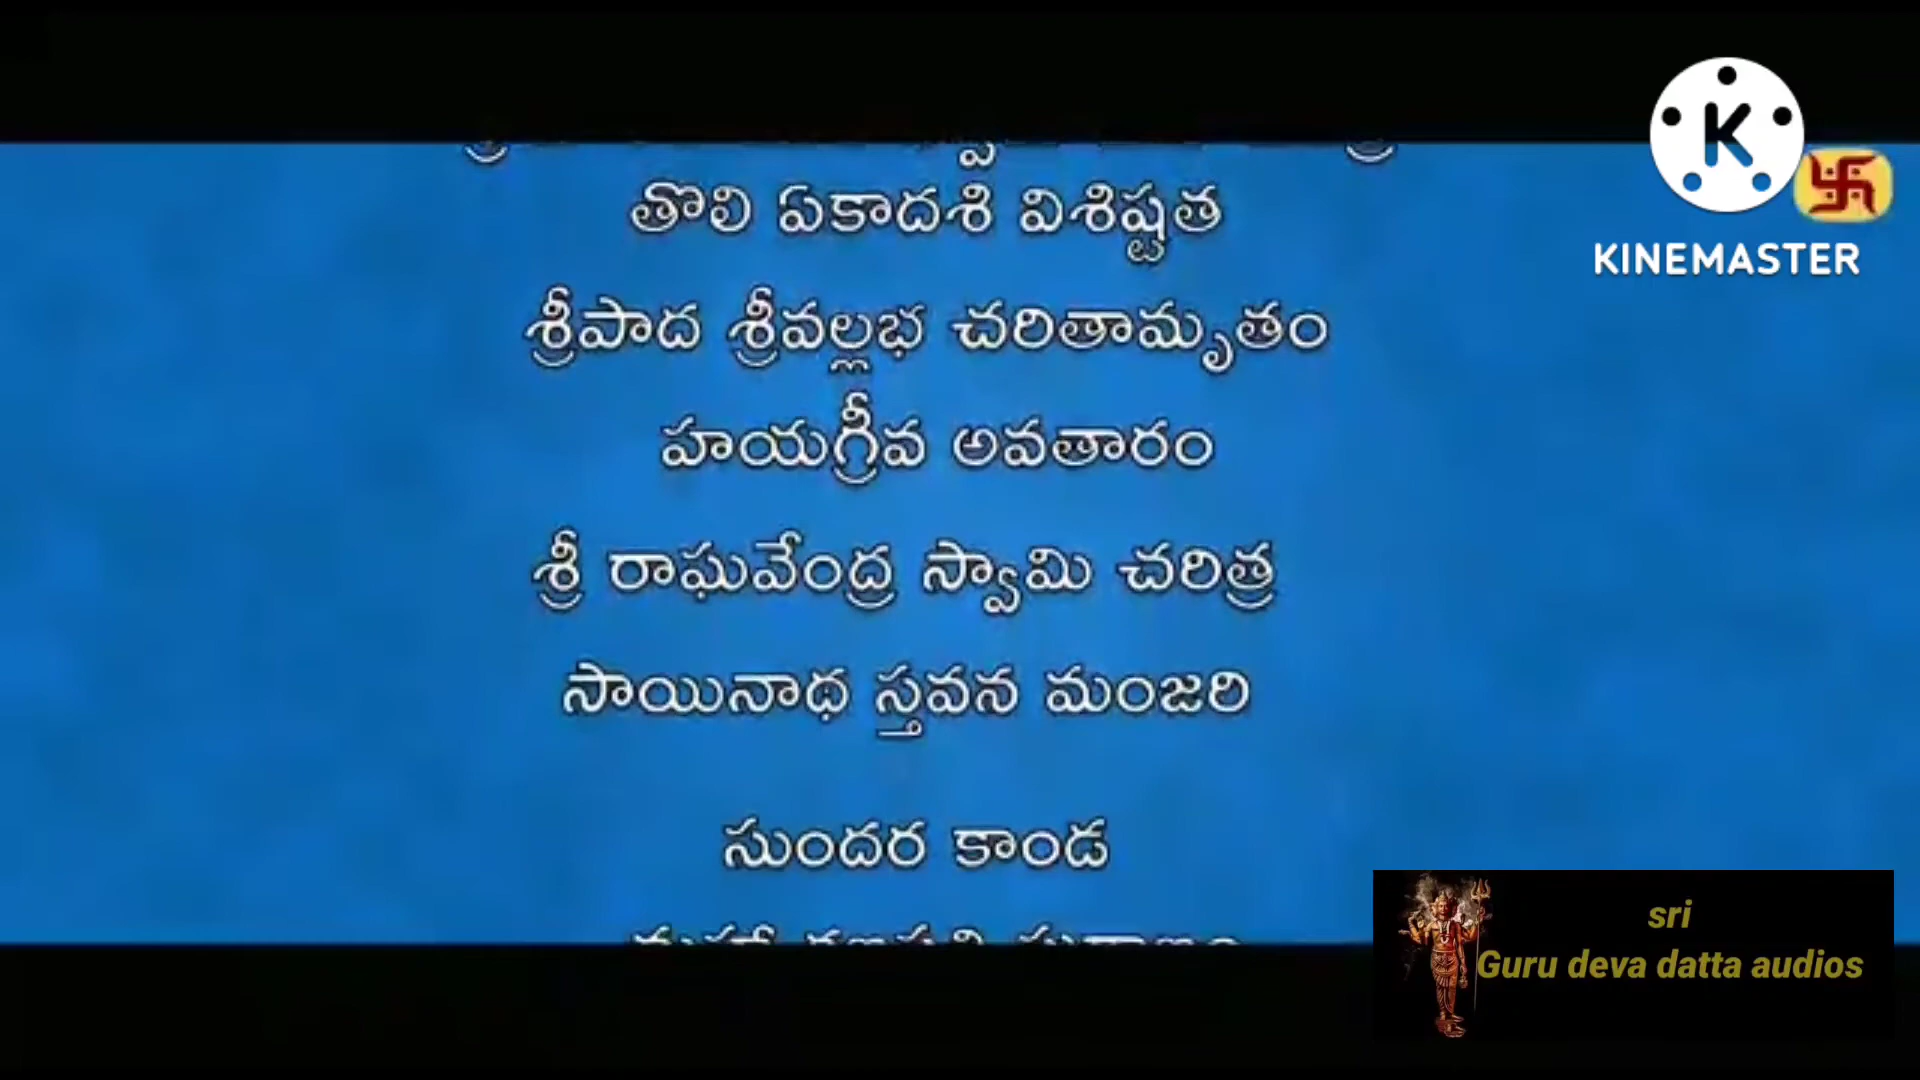 తొలి ఏకాదశి విశిష్టత
శ్రీపాద శ్రీవల్లభ చరితామృతం
హయగ్రీవ అవతారం
శ్రీ రాఘవేంద్ర స్వామి చరిత్ర
సాయినాథ స్తవన మంజరి
సుందర కాండ
K
KINEMASTER
sri
Guru deva datta audios